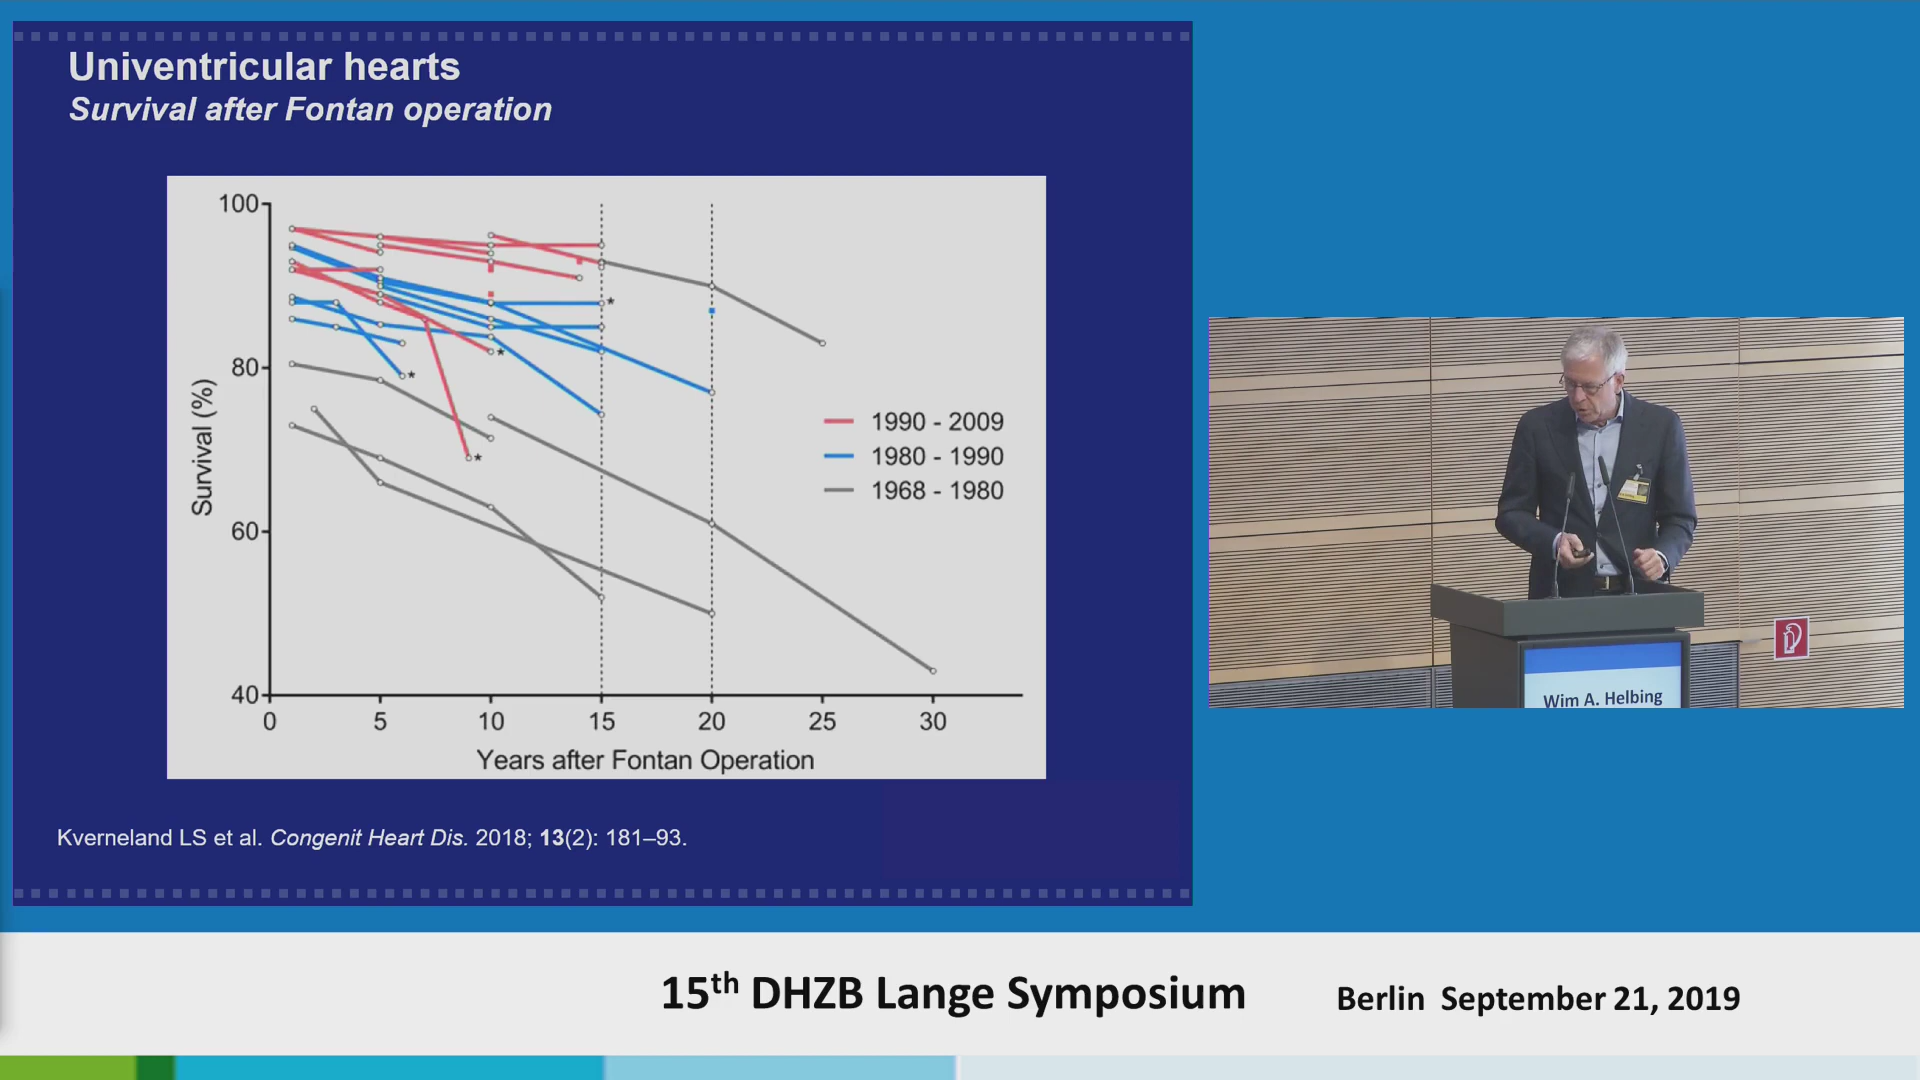 Univentricular hearts
Survival after Fontan operation
100
80
60
40
Survival (%)
0 5 10 15 20 25 30
Years after Fontan Operation
* * * *
1990 - 2009
1980 - 1990
1968 - 1980
Kverneland LS et al. Congenit Heart Dis. 2018; 13(2): 181–93.
Wim A. Helbing
15th DHZB Lange Symposium
Berlin September 21, 2019